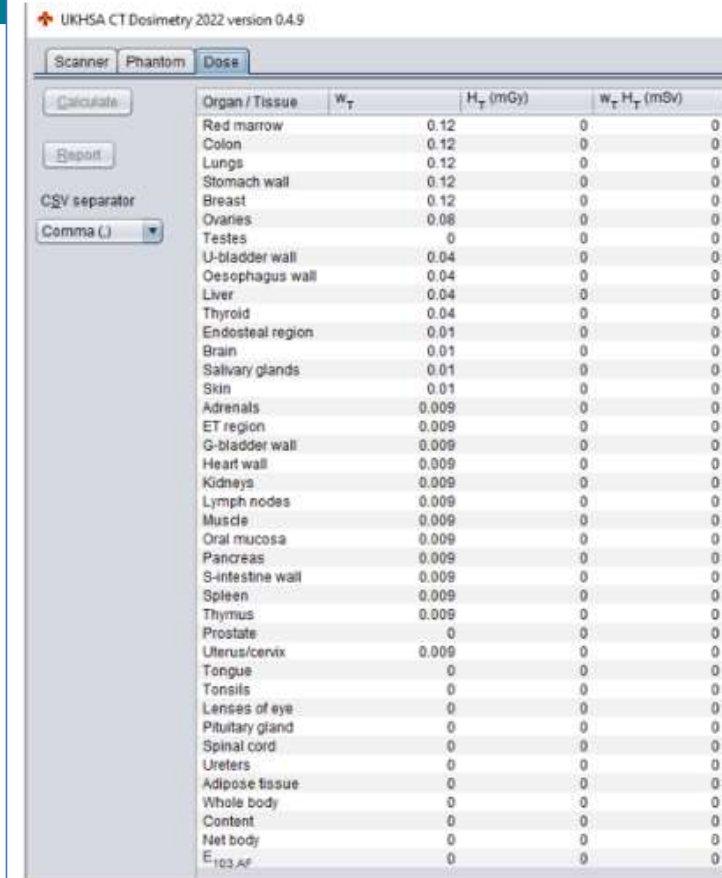 UKHSA CT Dosimetry 2022 version 0.4.9
Scanner Phantom Dose
Calculate
Report
CSV separator
Comma (,)
Organ / Tissue w_T H_T (mGy) w_T H_T (mSv)
Red marrow 0.12 0 0
Colon 0.12 0 0
Lungs 0.12 0 0
Stomach wall 0.12 0 0
Breast 0.12 0 0
Ovaries 0.08 0 0
Testes 0 0 0
U-bladder wall 0.04 0 0
Oesophagus wall 0.04 0 0
Liver 0.04 0 0
Thyroid 0.04 0 0
Endosteal region 0.01 0 0
Brain 0.01 0 0
Salivary glands 0.01 0 0
Skin 0.01 0 0
Adrenals 0.009 0 0
ET region 0.009 0 0
G-bladder wall 0.009 0 0
Heart wall 0.009 0 0
Kidneys 0.009 0 0
Lymph nodes 0.009 0 0
Muscle 0.009 0 0
Oral mucosa 0.009 0 0
Pancreas 0.009 0 0
S-intestine wall 0.009 0 0
Spleen 0.009 0 0
Thymus 0.009 0 0
Prostate 0 0 0
Uterus/cervix 0.009 0 0
Tongue 0 0 0
Tonsils 0 0 0
Lenses of eye 0 0 0
Pituitary gland 0 0 0
Spinal cord 0 0 0
Ureters 0 0 0
Adipose tissue 0 0 0
Whole body 0 0 0
Content 0 0 0
Net body 0 0 0
E_103,AF 0 0 0